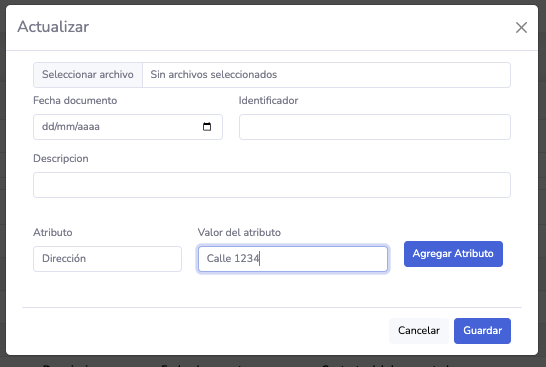 Actualizar
Seleccionar archivo Sin archivos seleccionados
Fecha documento Identificador
dd/mm/aaaa
Descripcion
Atributo Valor del atributo
Dirección Calle 1234 Agregar Atributo
Cancelar Guardar